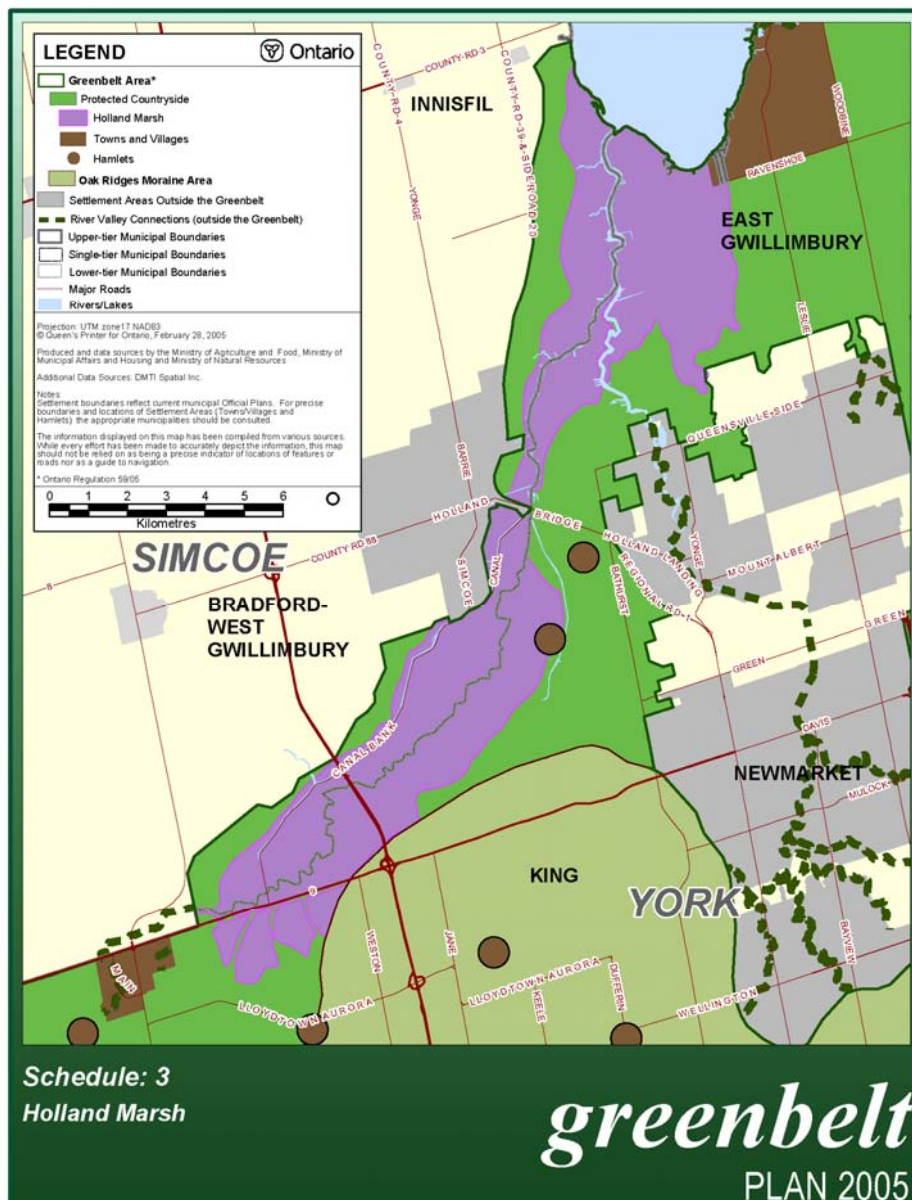 LEGEND
Ontario
Greenbelt Area*
Protected Countryside
Holland Marsh
Towns and Villages
Hamlets
Oak Ridges Moraine Area
Settlement Areas Outside the Greenbelt
River Valley Connections (outside the Greenbelt)
Upper-tier Municipal Boundaries
Single-tier Municipal Boundaries
Lower-tier Municipal Boundaries
Major Roads
Rivers/Lakes
Projection: UTM zone17 NAD83
© Queen's Printer for Ontario, February 28, 2005
Produced and data sources by the Ministry of Agriculture and Food, Ministry of
Municipal Affairs and Housing and Ministry of Natural Resources
Additional Data Sources: DMTI Spatial Inc.
Notes:
Settlement boundaries reflect current municipal Official Plans. For precise
boundaries and locations of Settlement Areas (Towns/Villages and
Hamlets) the appropriate municipalities should be consulted.
The information displayed on this map has been compiled from various sources.
While every effort has been made to accurately depict the information, this map
should not be relied on as being a precise indicator of locations of features or
roads nor as a guide to navigation.
* Ontario Regulation 59/05
0 1 2 3 4 5 6
Kilometres
COUNTY RD 4
COUNTY RD 3
COUNTY RD 39 & SIDEROAD 20
INNISFIL
YONGE
WOODBINE
RAVENSHOE
EAST
GWILLIMBURY
LESLIE
QUEENSVILLE SIDE
BARRIE
HOLLAND
BRIDGE
HOLLAND LANDING
YONGE
MOUNT ALBERT
COUNTY RD 88
8
SIMCOE
SIMCOE
CANAL
BATHURST
REGIONAL RD 1
BRADFORD-
WEST
GWILLIMBURY
GREEN
GREEN
CANAL BANK
DAVIS
NEWMARKET
MULOCK
KING
YORK
9
MAIN
WESTON
JANE
LLOYDTOWN AURORA
LLOYDTOWN AURORA
KEELE
DUFFERIN
WELLINGTON
BAYVIEW
Schedule: 3
Holland Marsh
greenbelt
PLAN 2005